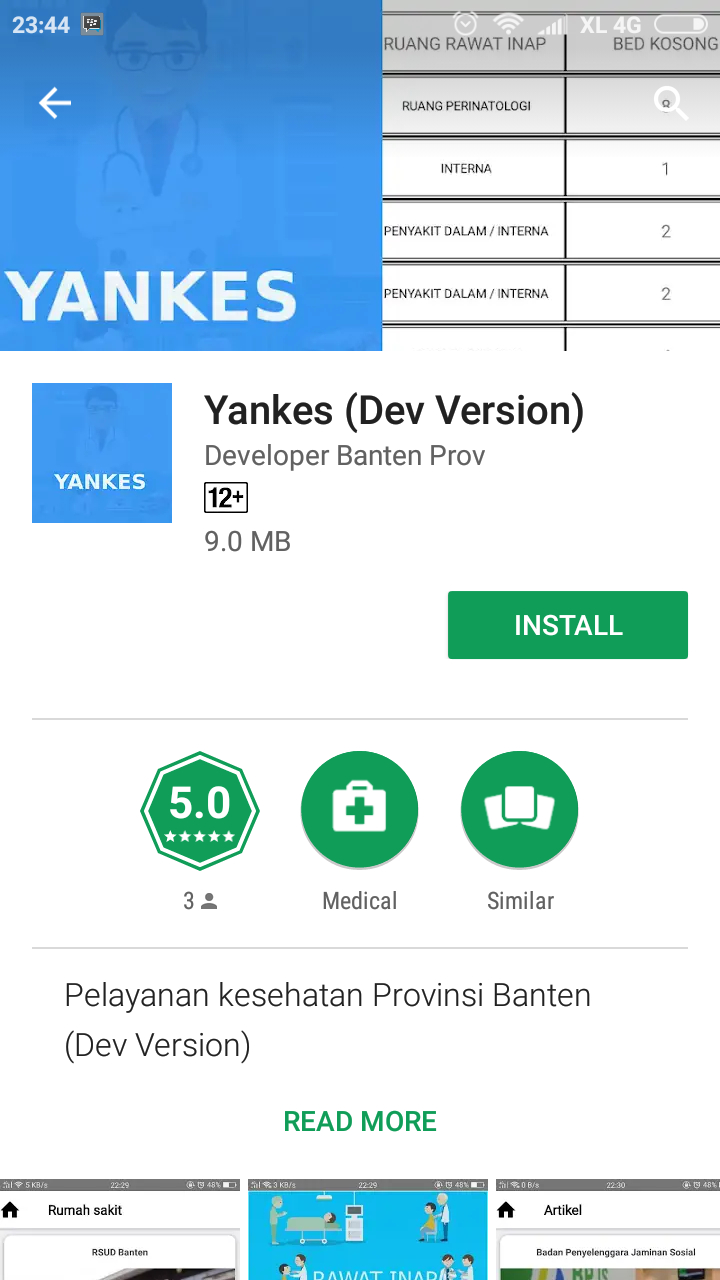 23:44
XL 4G
RUANG RAWAT INAP BED KOSONG
RUANG PERINATOLOGI 8
INTERNA 1
PENYAKIT DALAM / INTERNA 2
PENYAKIT DALAM / INTERNA 2
YANKES
YANKES
Yankes (Dev Version)
Developer Banten Prov
12+
9.0 MB
INSTALL
5.0
3
Medical
Similar
Pelayanan kesehatan Provinsi Banten
(Dev Version)
READ MORE
5 KB/s 22:29 48%
Rumah sakit
RSUD Banten
3 KB/s 22:29 48%
RAWAT INAP
0 B/s 22:30 48%
Artikel
Badan Penyelenggara Jaminan Sosial
BPJS